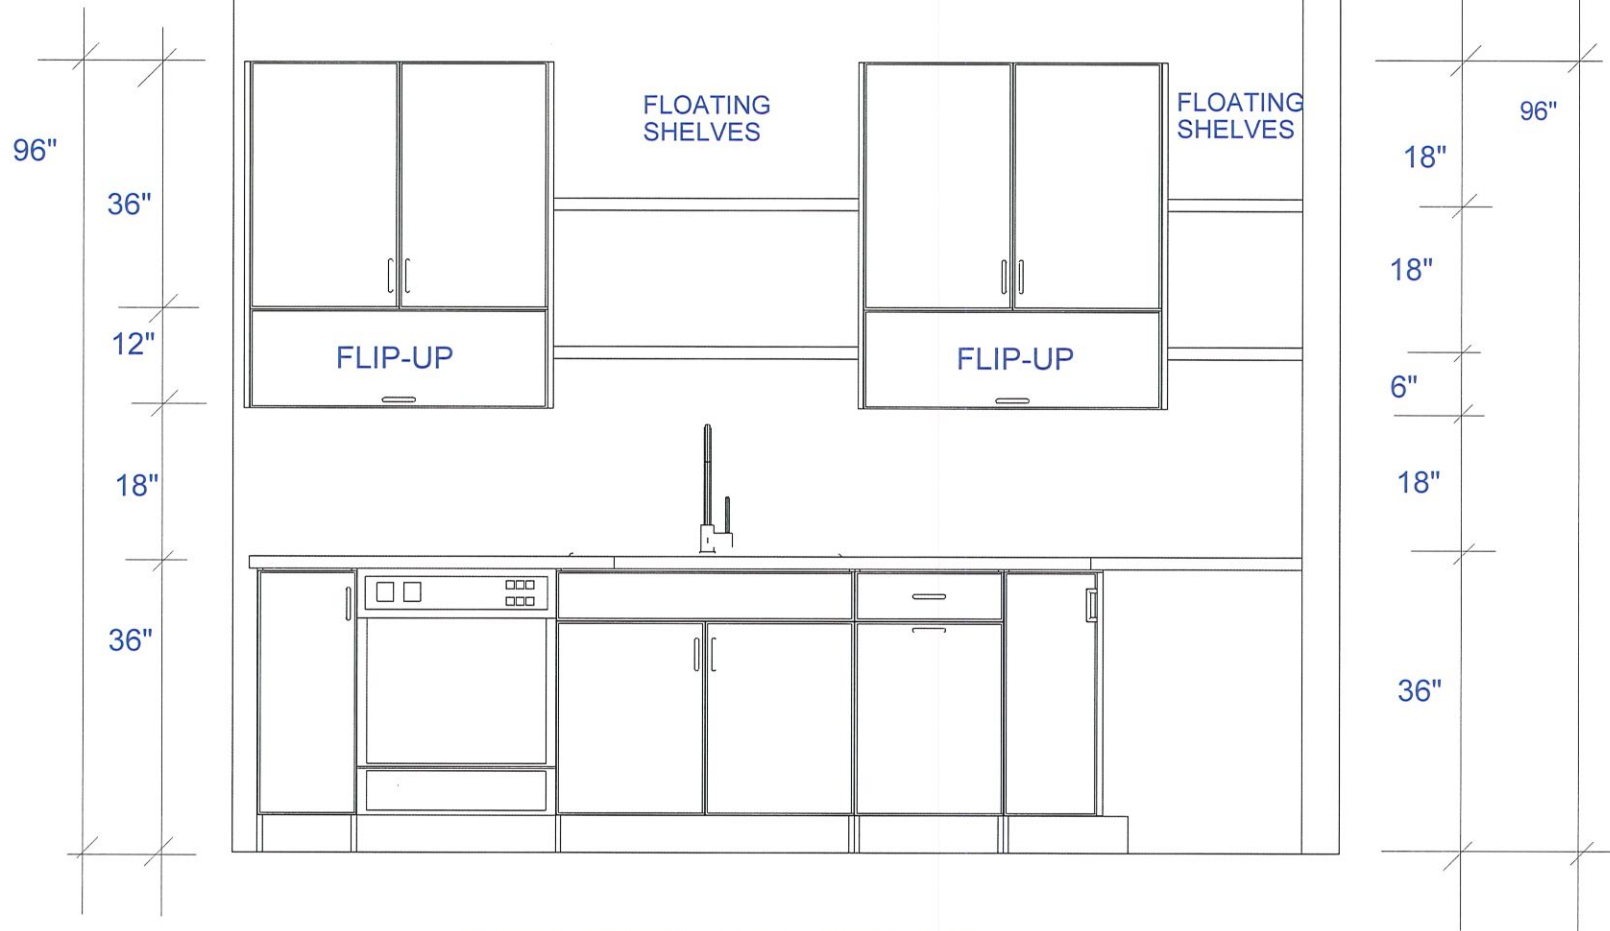 FLOATING
SHELVES
FLOATING
SHELVES
96"
96"
18"
36"
18"
12"
FLIP-UP
FLIP-UP
6"
18"
18"
36"
36"